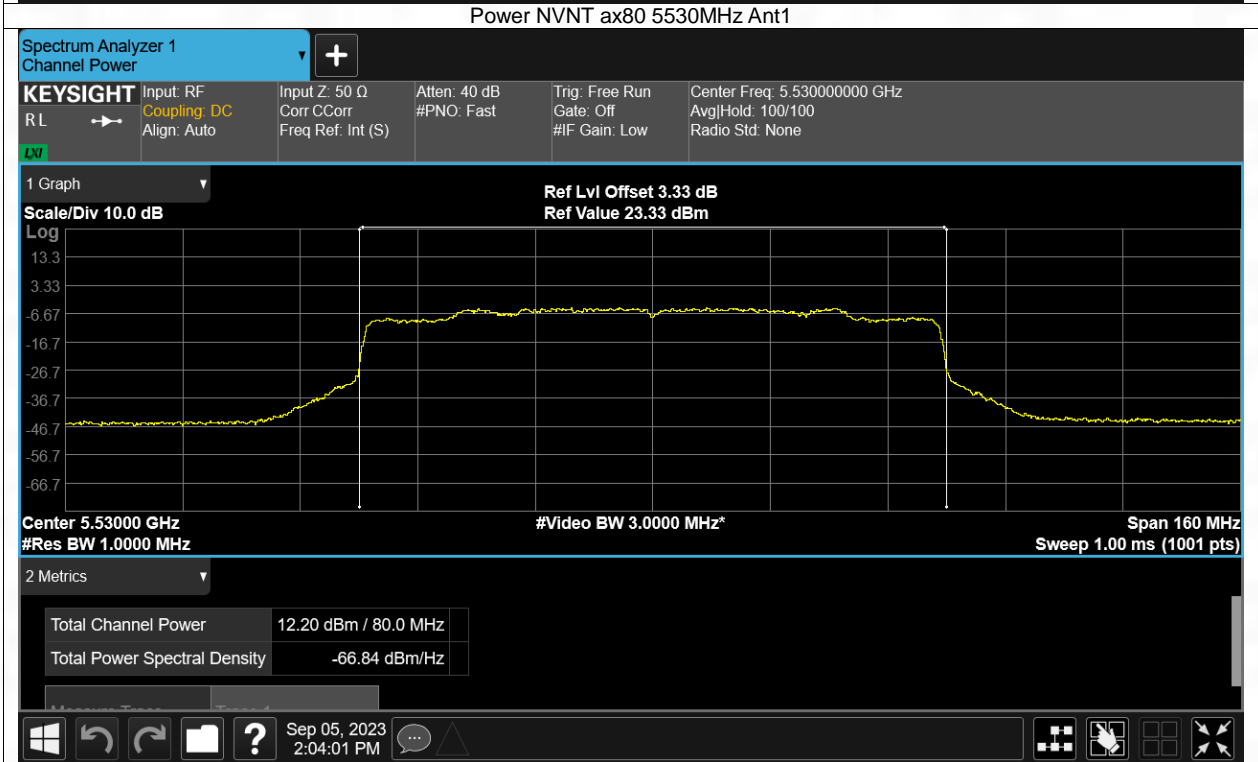 Power NVNT ax80 5530MHz Ant1
Spectrum Analyzer 1
Channel Power
KEYSIGHT
R L
LXI
Input: RF
Coupling: DC
Align: Auto
Input Z: 50 Ω
Corr CCorr
Freq Ref: Int (S)
Atten: 40 dB
#PNO: Fast
Trig: Free Run
Gate: Off
#IF Gain: Low
Center Freq: 5.530000000 GHz
Avg|Hold: 100/100
Radio Std: None
1 Graph
Ref Lvl Offset 3.33 dB
Scale/Div 10.0 dB
Ref Value 23.33 dBm
Log
13.3
3.33
-6.67
-16.7
-26.7
-36.7
-46.7
-56.7
-66.7
Center 5.53000 GHz
#Video BW 3.0000 MHz*
Span 160 MHz
#Res BW 1.0000 MHz
Sweep 1.00 ms (1001 pts)
2 Metrics
Total Channel Power 12.20 dBm / 80.0 MHz
Total Power Spectral Density -66.84 dBm/Hz
Measure Trace Trace 1
Sep 05, 2023
2:04:01 PM